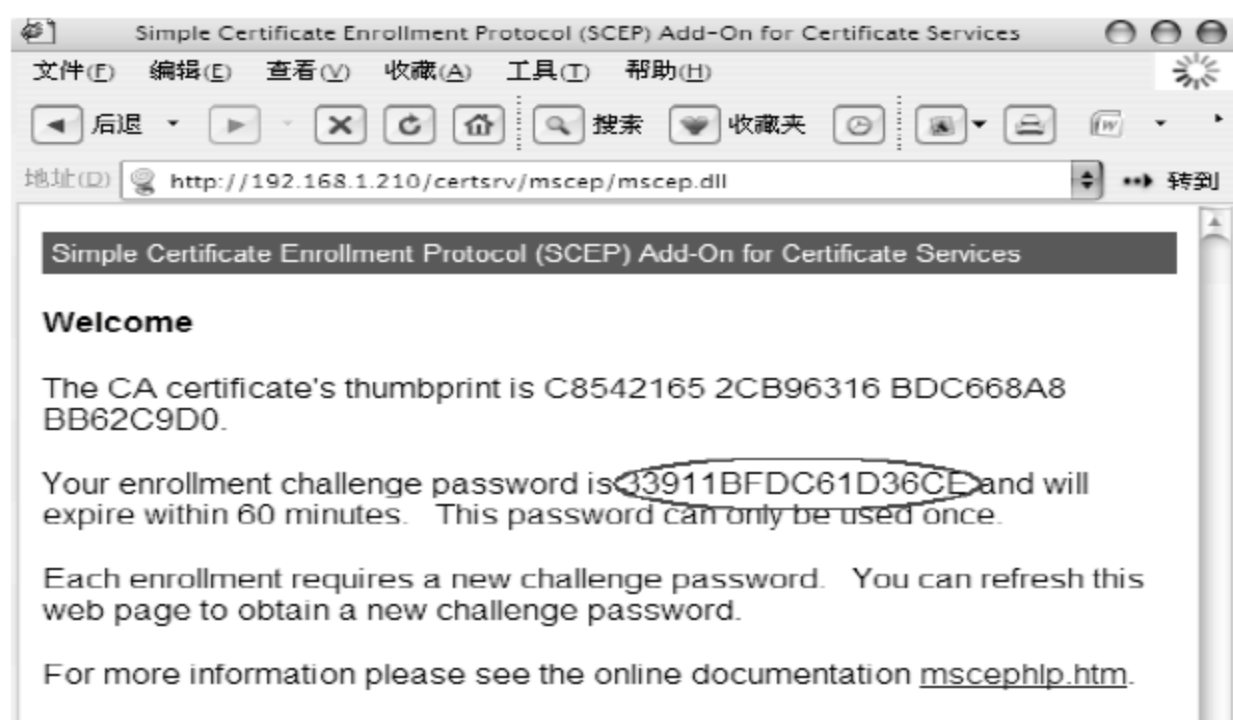 Simple Certificate Enrollment Protocol (SCEP) Add-On for Certificate Services
文件(F) 编辑(E) 查看(V) 收藏(A) 工具(T) 帮助(H)
后退 搜索 收藏夹
地址(D) http://192.168.1.210/certsrv/mscep/mscep.dll 转到
Simple Certificate Enrollment Protocol (SCEP) Add-On for Certificate Services
Welcome
The CA certificate's thumbprint is C8542165 2CB96316 BDC668A8
BB62C9D0.
Your enrollment challenge password is 33911BFDC61D36CE and will
expire within 60 minutes. This password can only be used once.
Each enrollment requires a new challenge password. You can refresh this
web page to obtain a new challenge password.
For more information please see the online documentation mscephlp.htm.